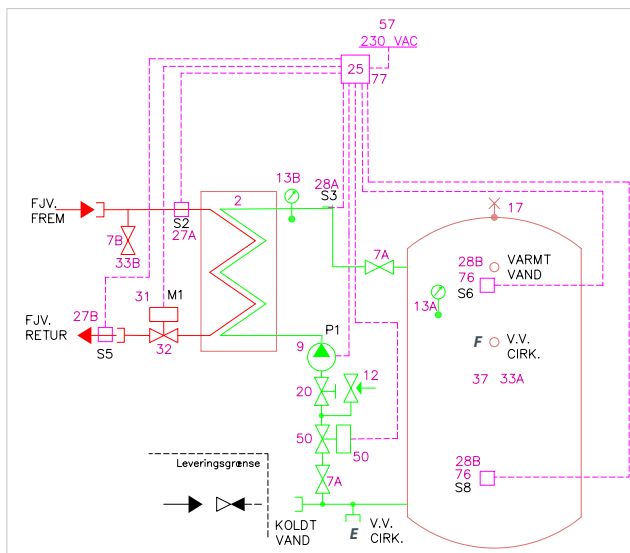 57
230 VAC
25
77
13B
28A
S3
2
FJV.
FREM
S2
27A
7B
33B
17
7A
28B
76
S6
VARMT
VAND
13A
31
M1
27B
FJV.
RETUR
S5
32
P1
9
F
V.V.
CIRK.
37 33A
12
20
50
50
28B
76
S8
7A
Leveringsgrense
KOLDT
VAND
E
V.V.
CIRK.